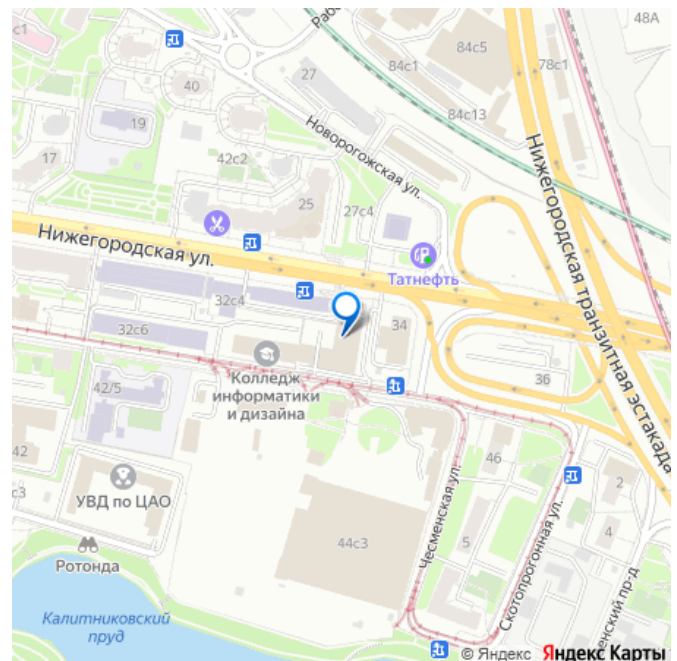 48А
84с5
84с1
78с1
27
40
84с13
19
Новорогожская ул.
42с2
17
25
27с4
Нижегородская ул.
Нижегородская транзитная эстакада
Татнефть
32с4
34
32с6
36
Колледж
информатики
и дизайна
42/5
42
46
УВД по ЦАО
2
с3
Чесменская ул.
Скотопрогонная ул.
4
44с3
5
Ротонда
Калитниковский
пруд
енский пр-д
© Яндекс Яндекс Карты